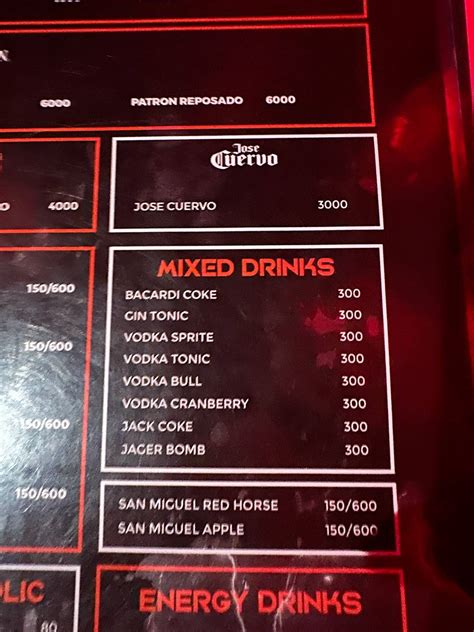 6000 PATRON REPOSADO 6000
Jose
Cuervo
4000 JOSE CUERVO 3000
MIXED DRINKS
BACARDI COKE 300
150/600
GIN TONIC 300
VODKA SPRITE 300
150/600
VODKA TONIC 300
VODKA BULL 300
VODKA CRANBERRY 300
150/600
JACK COKE 300
JAGER BOMB 300
150/600
SAN MIGUEL RED HORSE 150/600
SAN MIGUEL APPLE 150/600
OLIC
ENERGY DRINKS
80